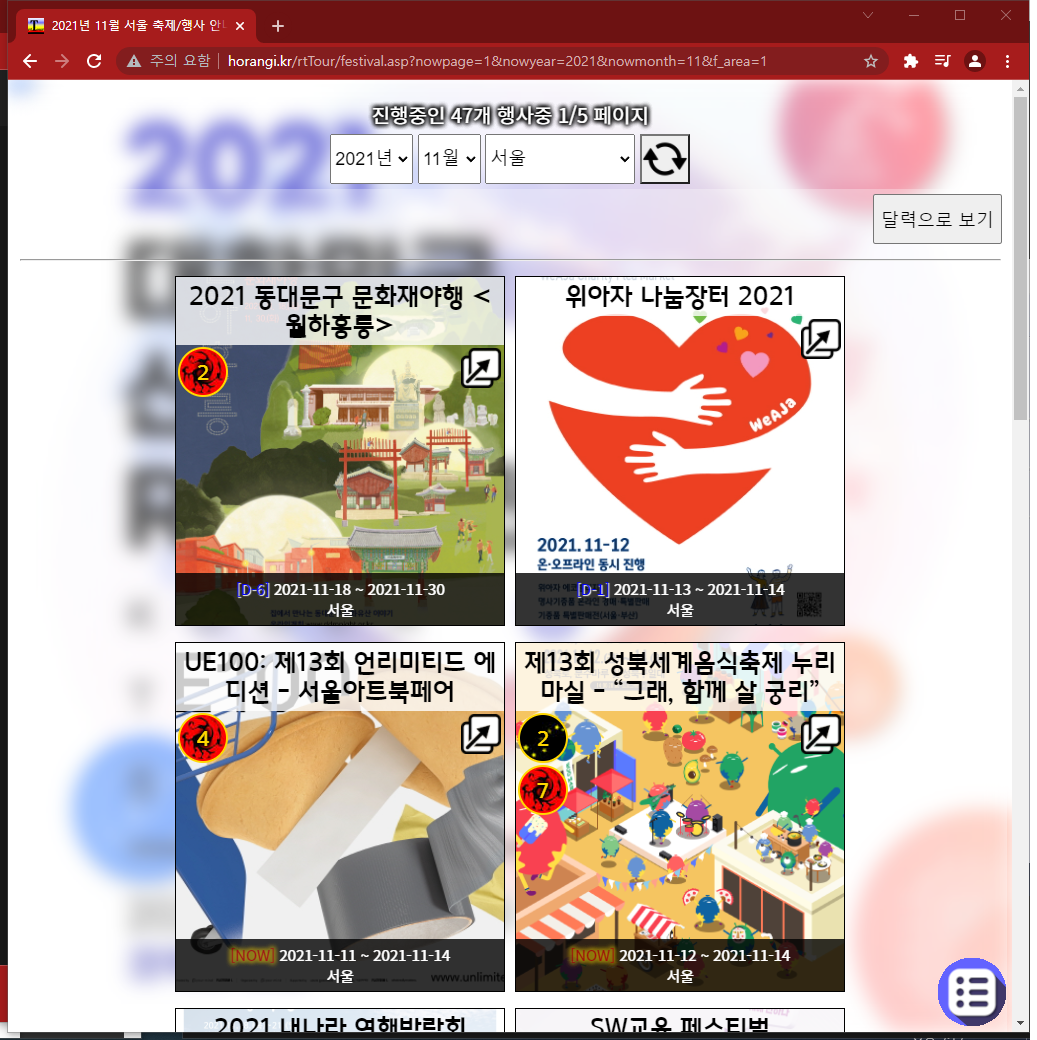 2021년 11월 서울 축제/행사 안
주의 요함 | horangi.kr/rtTour/festival.asp?nowpage=1&nowyear=2021&nowmonth=11&f_area=1
진행중인 47개 행사중 1/5 페이지
2021년 11월 서울
달력으로 보기
2021 동대문구 문화재야행 <
월하홍릉>
2
[D-6] 2021-11-18 ~ 2021-11-30
서울
위아자 나눔장터 2021
WeAJa
2021.11-12
온·오프라인 동시 진행
[D-1] 2021-11-13 ~ 2021-11-14
서울
UE100: 제13회 언리미티드 에
디션 - 서울아트북페어
4
[NOW] 2021-11-11 ~ 2021-11-14
서울
www.unlimite
제13회 성북세계음식축제 누리
마실 - “그래, 함께 살 궁리”
2
7
[NOW] 2021-11-12 ~ 2021-11-14
서울
2021 내나라 여행박람회
SW교육 페스티벌